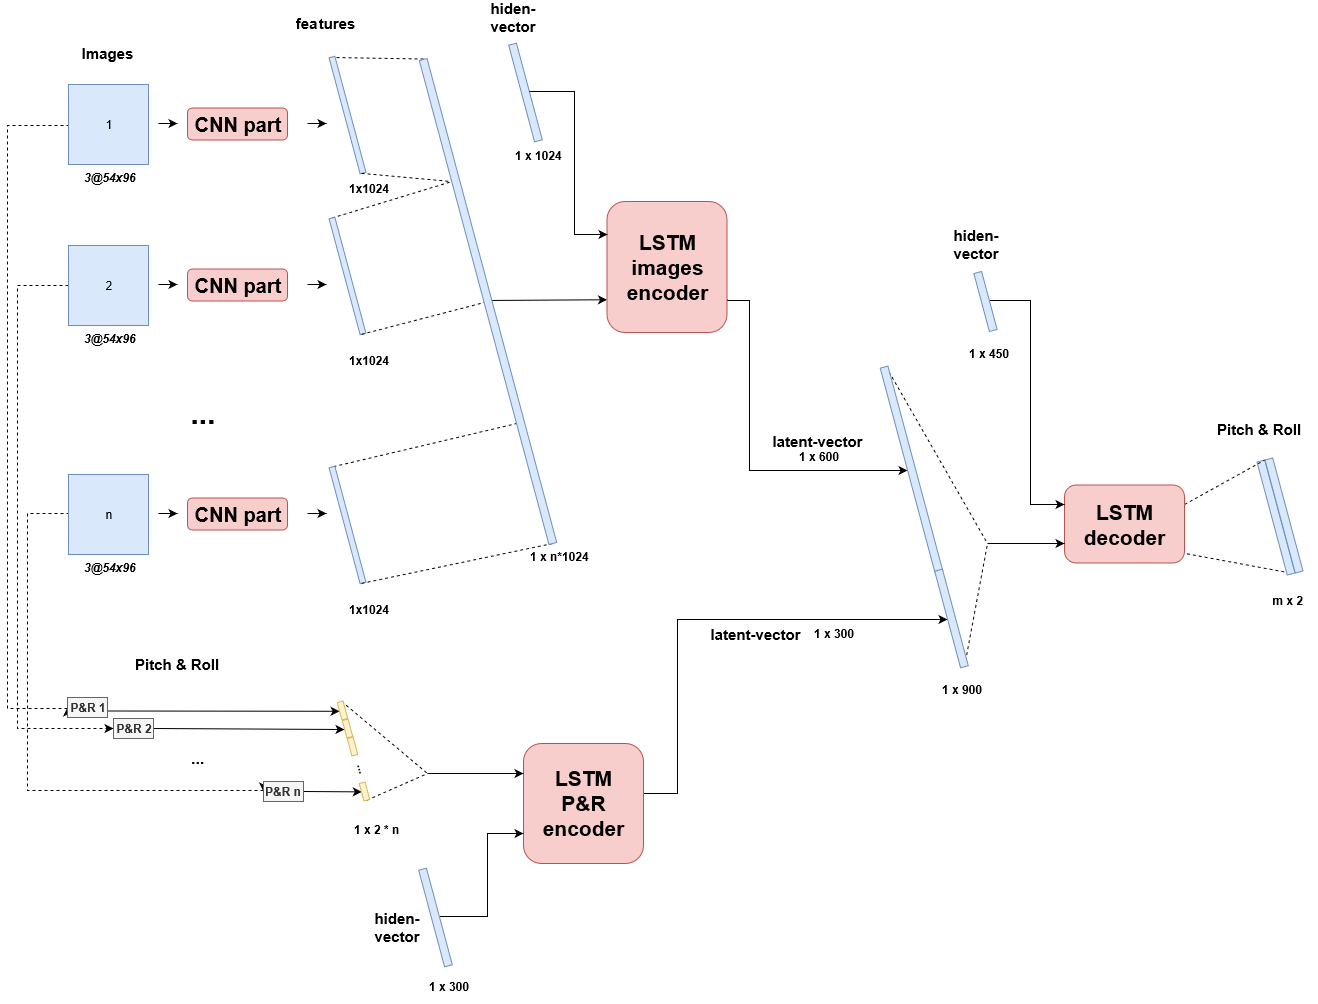 Images
features
hiden-
vector
1
CNN part
3@54x96
1x1024
1 x 1024
2
CNN part
3@54x96
1x1024
LSTM
images
encoder
...
n
CNN part
3@54x96
1x1024
1 x n*1024
hiden-
vector
1 x 450
latent-vector
1 x 600
Pitch & Roll
LSTM
decoder
m x 2
latent-vector 1 x 300
1 x 900
Pitch & Roll
P&R 1
P&R 2
...
...
P&R n
1 x 2 * n
LSTM
P&R
encoder
hiden-
vector
1 x 300